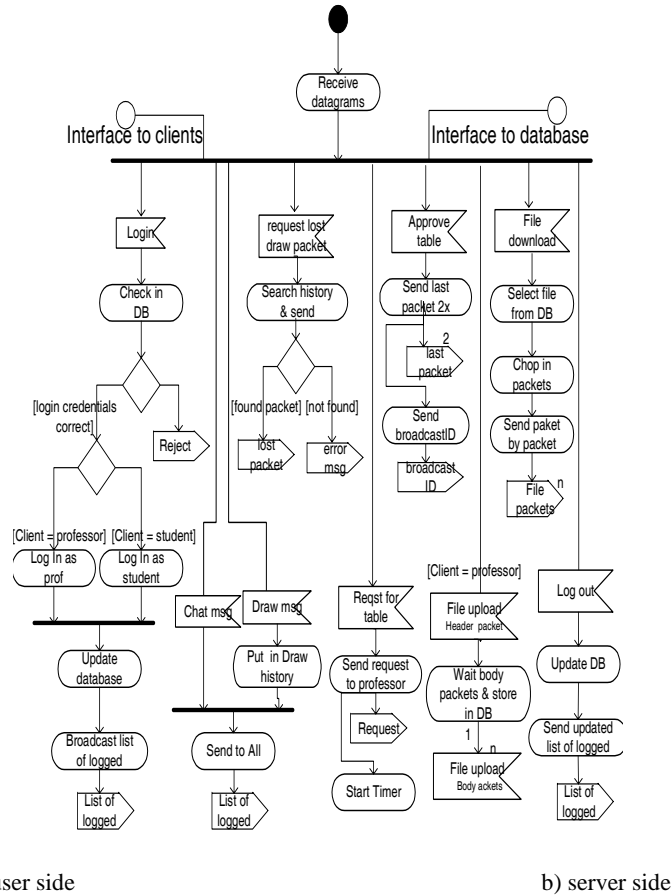 Receive
datagrams
Interface to clients
Interface to database
Login
Check in
DB
[login credentials
correct]
Reject
[Client = professor]
[Client = student]
Log In as
prof
Log In as
student
Update
database
Broadcast list
of logged
List of
logged
Chat msg
Draw msg
Put in Draw
history
Send to All
List of
logged
request lost
draw packet
Search history
& send
[found packet]
[not found]
lost
packet
error
msg
Reqst for
table
Send request
to professor
Request
Start Timer
Approve
table
Send last
packet 2x
2
last
packet
Send
broadcastID
broadcast
ID
[Client = professor]
File upload
Header packet
Wait body
packets & store
in DB
1
n
File upload
Body ackets
File
download
Select file
from DB
Chop in
packets
Send paket
by packet
n
File
packets
Log out
Update DB
Send updated
list of logged
List of
logged
user side
b) server side